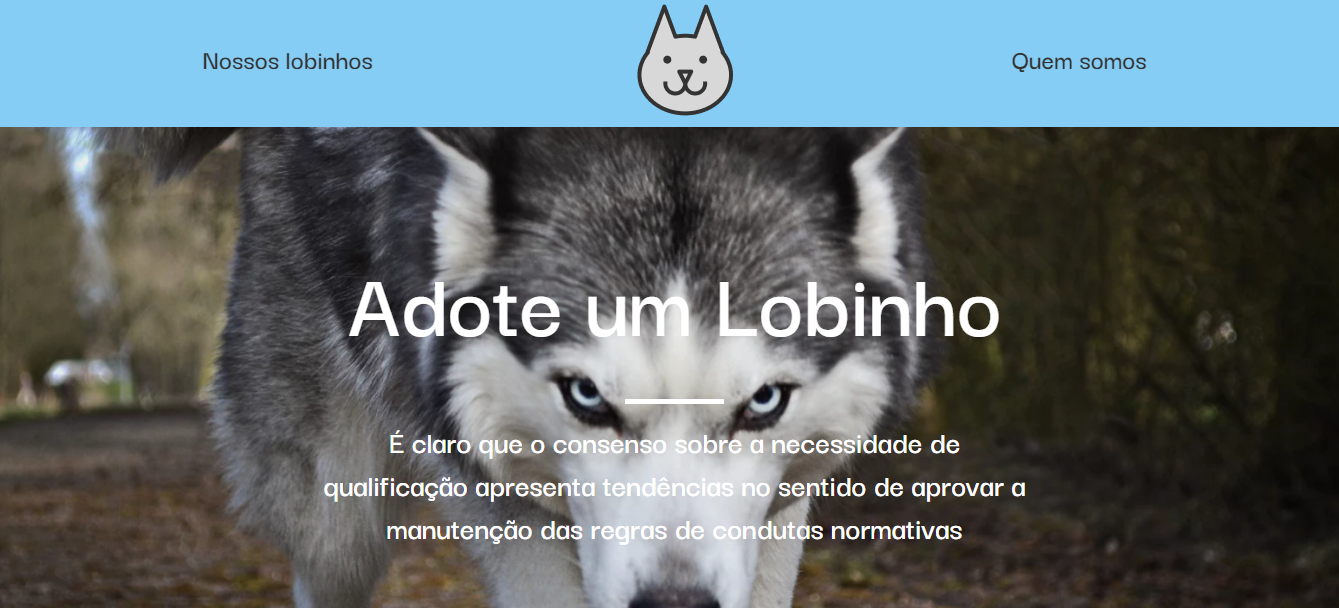 Nossos lobinhos
Quem somos
Adote um Lobinho
É claro que o consenso sobre a necessidade de
qualificação apresenta tendências no sentido de aprovar a
manutenção das regras de condutas normativas